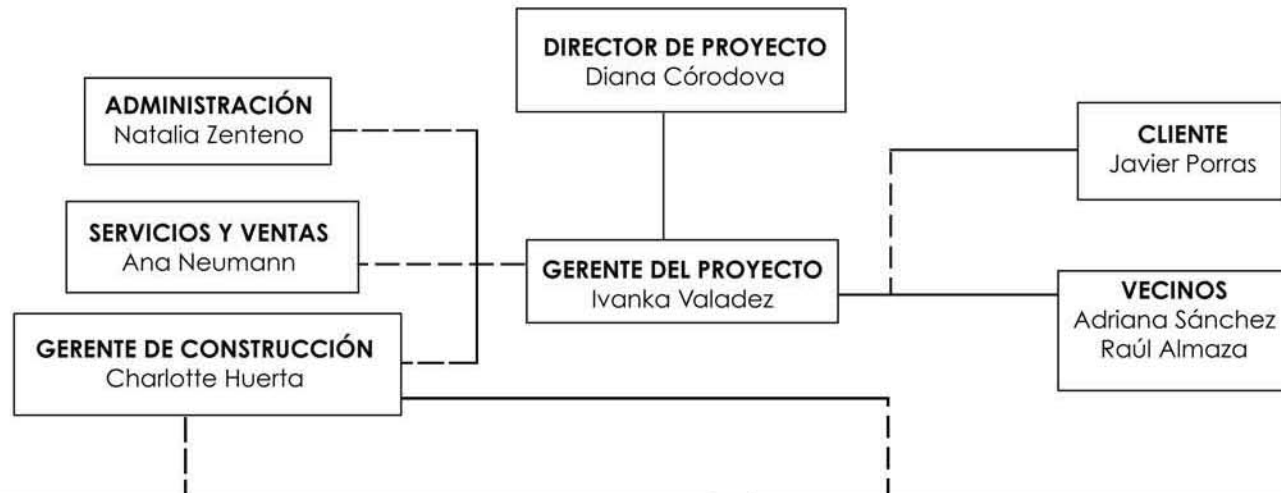 DIRECTOR DE PROYECTO
Diana Córodova
ADMINISTRACIÓN
Natalia Zenteno
CLIENTE
Javier Porras
SERVICIOS Y VENTAS
Ana Neumann
GERENTE DEL PROYECTO
Ivanka Valadez
VECINOS
Adriana Sánchez
Raúl Almaza
GERENTE DE CONSTRUCCIÓN
Charlotte Huerta